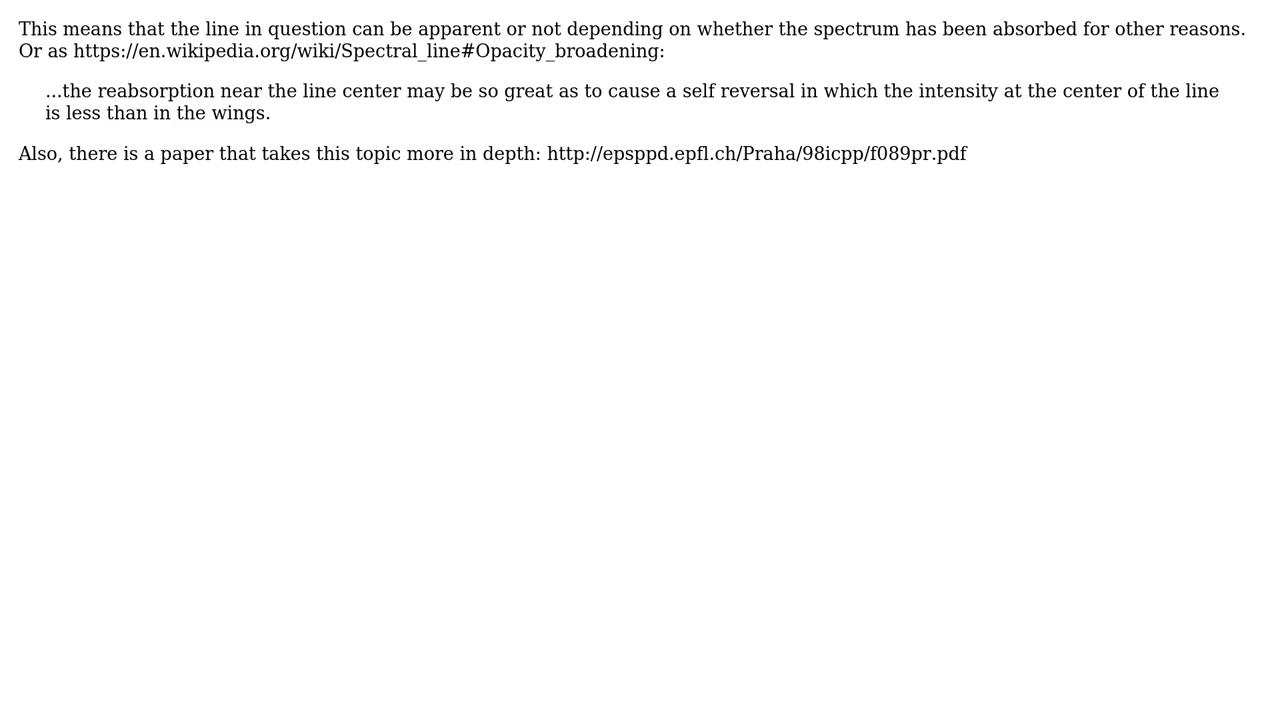 This means that the line in question can be apparent or not depending on whether the spectrum has been absorbed for other reasons.
Or as https://en.wikipedia.org/wiki/Spectral_line#Opacity_broadening:
...the reabsorption near the line center may be so great as to cause a self reversal in which the intensity at the center of the line
is less than in the wings.
Also, there is a paper that takes this topic more in depth: http://epsppd.epfl.ch/Praha/98icpp/f089pr.pdf